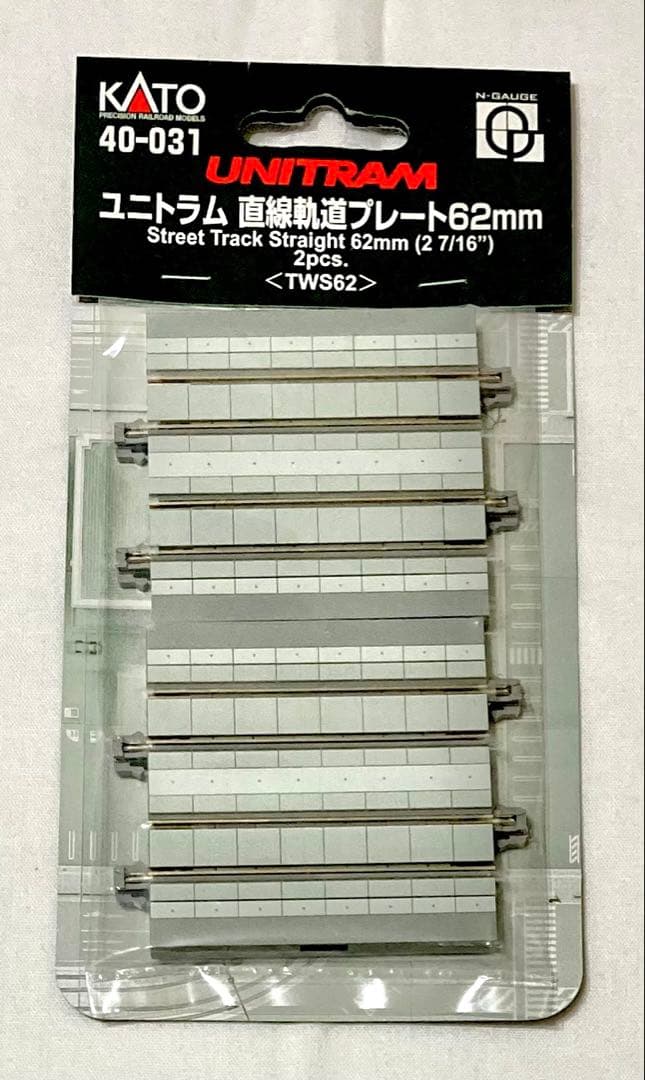 KATO
PRECISION RAILROAD MODELS
N-GAUGE
40-031
UNITRAM
ユニトラム 直線軌道プレート62mm
Street Track Straight 62mm (2 7/16")
2pcs.
<TWS62>